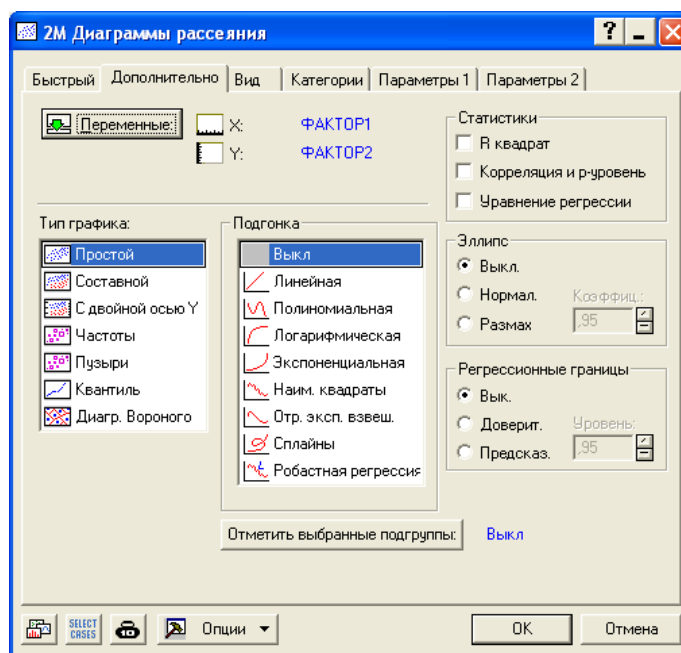 2М Диаграммы рассеяния
Быстрый Дополнительно Вид Категории Параметры 1 Параметры 2
Переменные: X: ФАКТОР1
Y: ФАКТОР2
Статистики
R квадрат
Корреляция и р-уровень
Уравнение регрессии
Тип графика:
Простой
Составной
С двойной осью Y
Частоты
Пузыри
Квантиль
Диагр. Вороного
Подгонка
Выкл
Линейная
Полиномиальная
Логарифмическая
Экспоненциальная
Наим. квадраты
Отр. эксп. взвеш.
Сплайны
Робастная регрессия
Эллипс
Выкл.
Нормал. Коэффиц.:
Размах ,95
Регрессионные границы
Вык.
Доверит. Уровень:
Предсказ. ,95
Отметить выбранные подгруппы: Выкл
SELECT
CASES
Опции OK Отмена